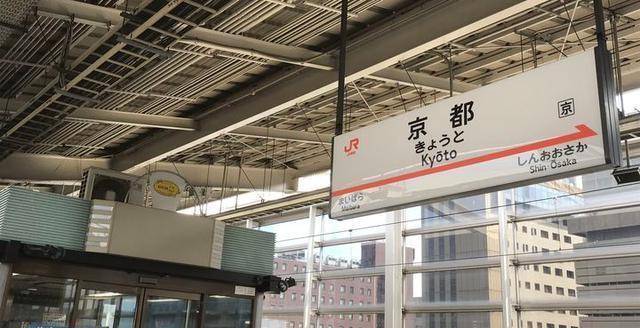 JR
京都
きょうと
Kyōto
京
まいばら
Maibara
しんおおさか
Shin-Ōsaka